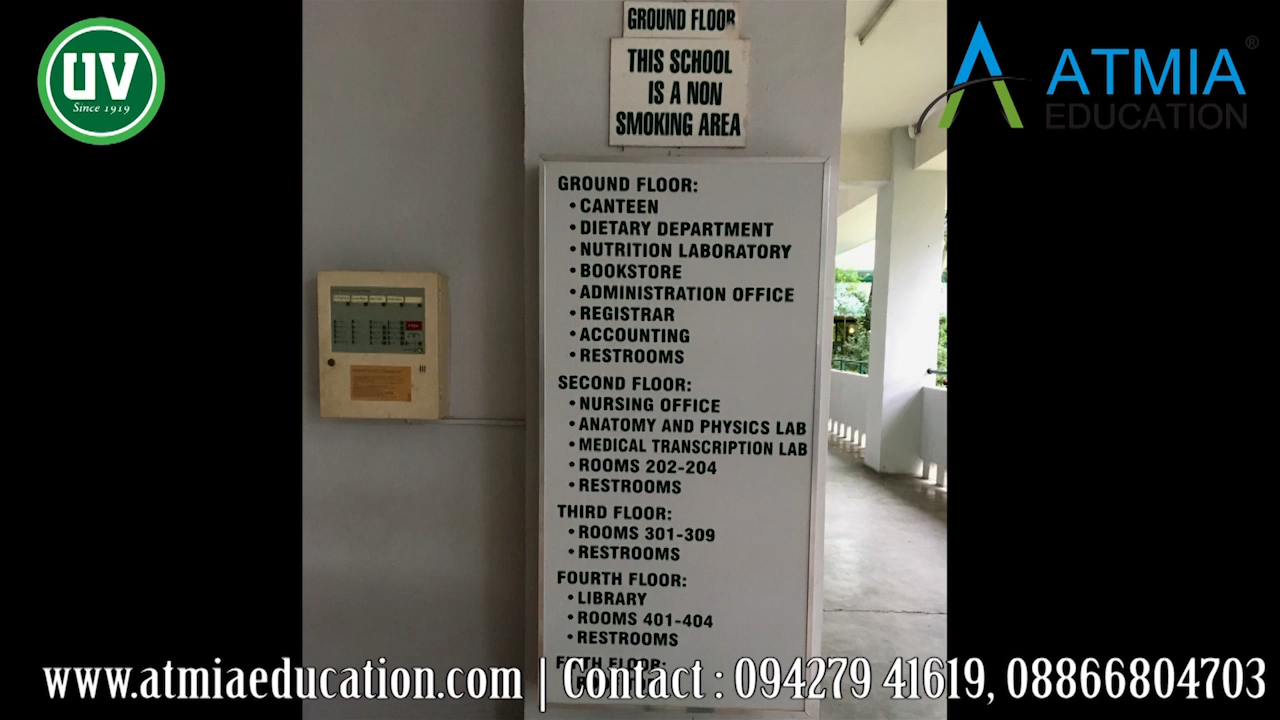 UV
Since 1919
ATMIA®
EDUCATION
GROUND FLOOR
THIS SCHOOL
IS A NON
SMOKING AREA
GROUND FLOOR:
• CANTEEN
• DIETARY DEPARTMENT
• NUTRITION LABORATORY
• BOOKSTORE
• ADMINISTRATION OFFICE
• REGISTRAR
• ACCOUNTING
• RESTROOMS
SECOND FLOOR:
• NURSING OFFICE
• ANATOMY AND PHYSICS LAB
• MEDICAL TRANSCRIPTION LAB
• ROOMS 202-204
• RESTROOMS
THIRD FLOOR:
• ROOMS 301-309
• RESTROOMS
FOURTH FLOOR:
• LIBRARY
• ROOMS 401-404
• RESTROOMS
FIFTH FLOOR:
www.atmiaeducation.com | Contact : 094279 41619, 08866804703